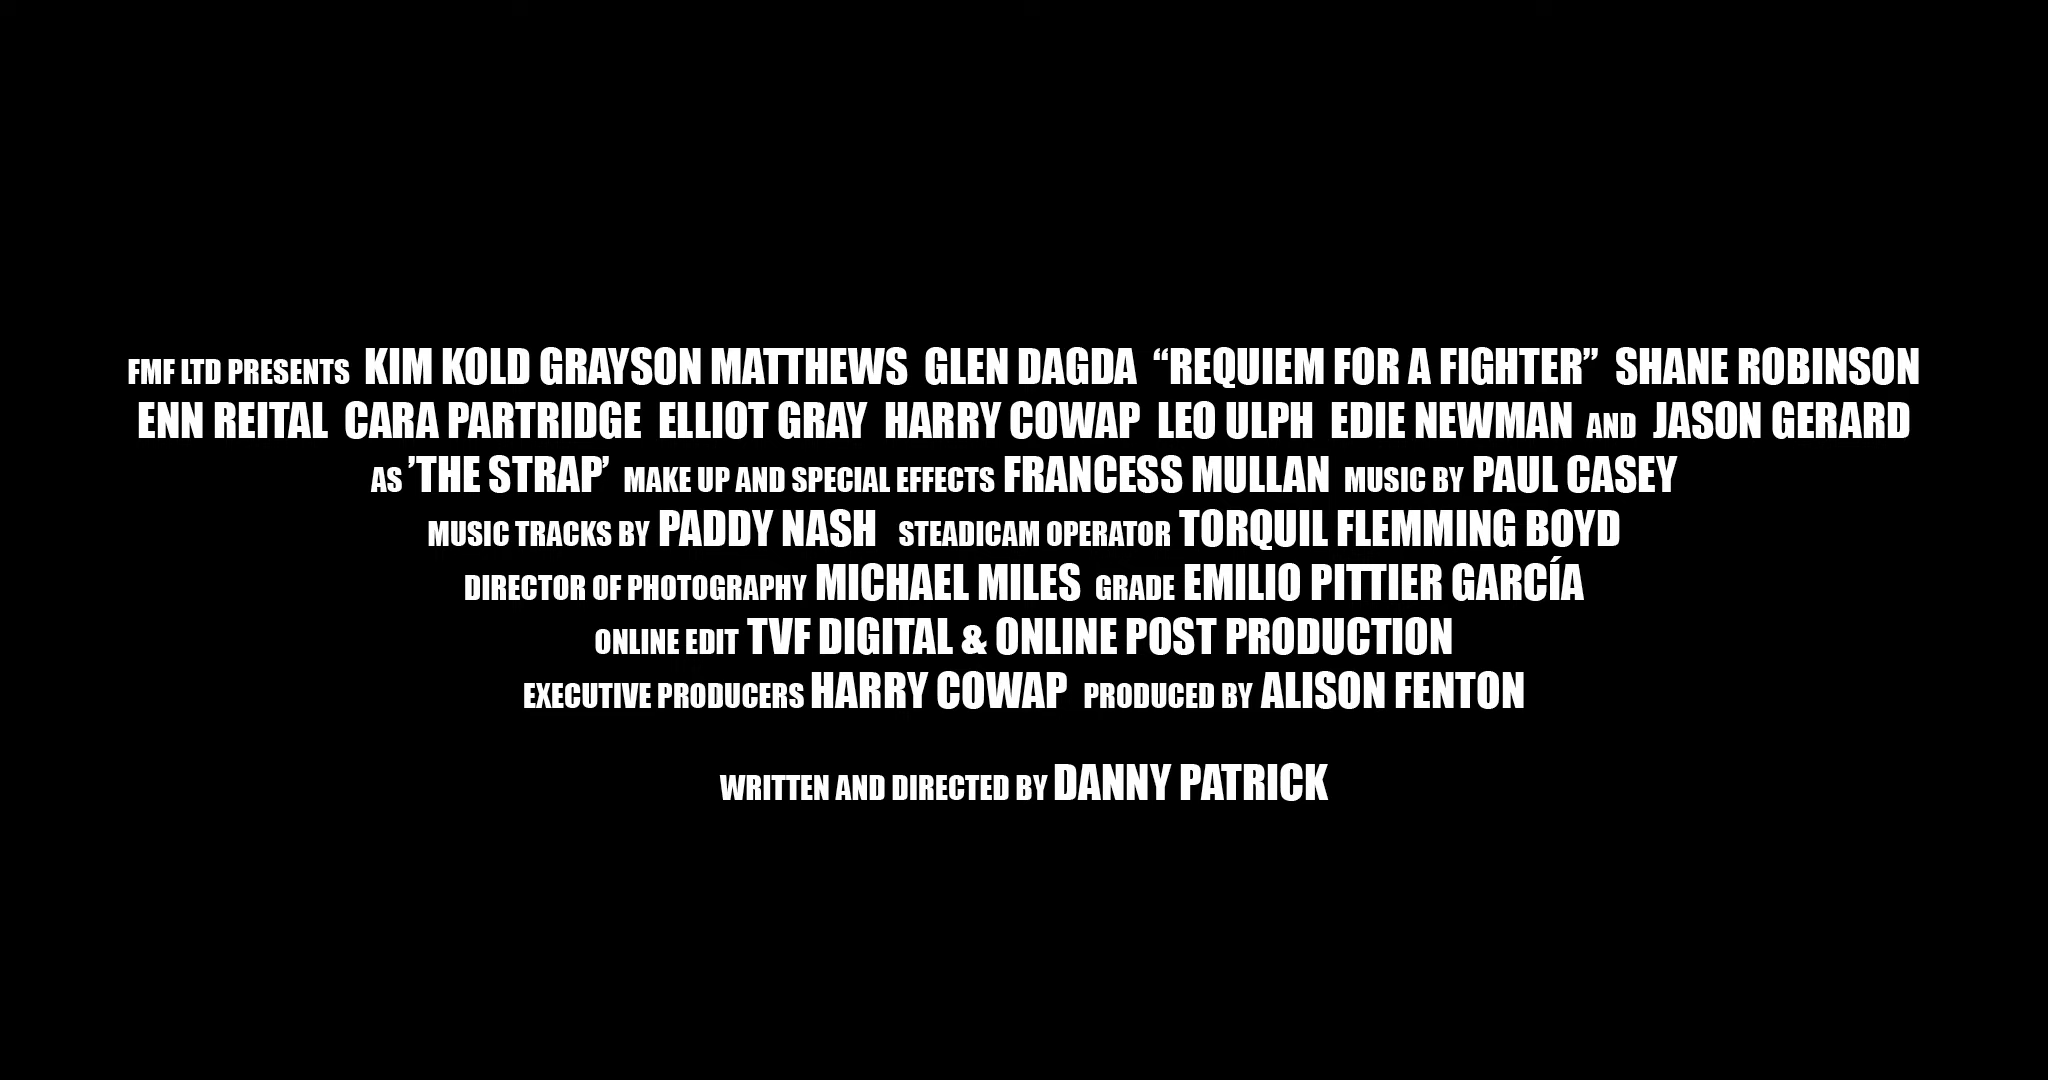 FMF LTD PRESENTS KIM KOLD GRAYSON MATTHEWS GLEN DAGDA “REQUIEM FOR A FIGHTER” SHANE ROBINSON
ENN REITAL CARA PARTRIDGE ELLIOT GRAY HARRY COWAP LEO ULPH EDIE NEWMAN AND JASON GERARD
AS ’THE STRAP’ MAKE UP AND SPECIAL EFFECTS FRANCESS MULLAN MUSIC BY PAUL CASEY
MUSIC TRACKS BY PADDY NASH STEADICAM OPERATOR TORQUIL FLEMMING BOYD
DIRECTOR OF PHOTOGRAPHY MICHAEL MILES GRADE EMILIO PITTIER GARCÍA
ONLINE EDIT TVF DIGITAL & ONLINE POST PRODUCTION
EXECUTIVE PRODUCERS HARRY COWAP PRODUCED BY ALISON FENTON
WRITTEN AND DIRECTED BY DANNY PATRICK